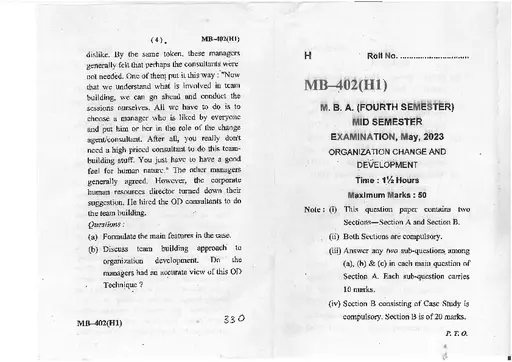 ( 4 ) MB–402(H1)
dislike. By the same token, these managers
generally felt that perhaps the consultants were
not needed. One of them put it this way : "Now
that we understand what is involved in team
building, we can go ahead and conduct the
sessions ourselves. All we have to do is to
choose a manager who is liked by everyone
and put him or her in the role of the change
agent/consultant. After all, you really don't
need a high priced consultant to do this team-
building stuff. You just have to have a good
feel for human nature." The other managers
generally agreed. However, the corporate
human resources director turned down their
suggestion. He hired the OD consultants to do
the team building.
Questions :
(a) Formulate the main features in the case.
(b) Discuss team building approach to
organization development. Do the
managers had an accurate view of this OD
Technique ?
MB–402(H1) 330
H Roll No. ..............................
MB–402(H1)
M. B. A. (FOURTH SEMESTER)
MID SEMESTER
EXAMINATION, May, 2023
ORGANIZATION CHANGE AND
DEVELOPMENT
Time : 1½ Hours
Maximum Marks : 50
Note : (i) This question paper contains two
Sections—Section A and Section B.
(ii) Both Sections are compulsory.
(iii) Answer any two sub-questions among
(a), (b) & (c) in each main question of
Section A. Each sub-question carries
10 marks.
(iv) Section B consisting of Case Study is
compulsory. Section B is of 20 marks.
P. T. O.